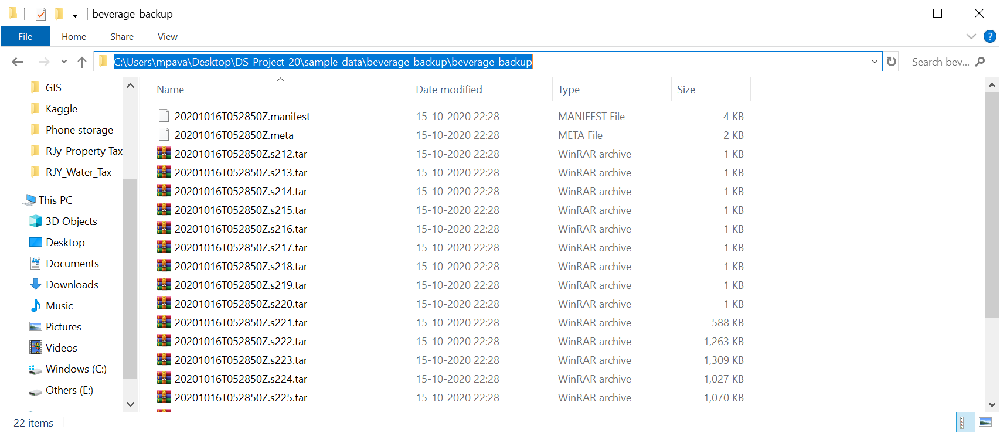 beverage_backup
File Home Share View
C:\Users\mpava\Desktop\DS_Project_20\sample_data\beverage_backup\beverage_backup
Search bev...
GIS
Kaggle
Phone storage
RJy_Property Tax
RJY_Water_Tax
This PC
3D Objects
Desktop
Documents
Downloads
Music
Pictures
Videos
Windows (C:)
Others (E:)
Name Date modified Type Size
20201016T052850Z.manifest 15-10-2020 22:28 MANIFEST File 4 KB
20201016T052850Z.meta 15-10-2020 22:28 META File 2 KB
20201016T052850Z.s212.tar 15-10-2020 22:28 WinRAR archive 1 KB
20201016T052850Z.s213.tar 15-10-2020 22:28 WinRAR archive 1 KB
20201016T052850Z.s214.tar 15-10-2020 22:28 WinRAR archive 1 KB
20201016T052850Z.s215.tar 15-10-2020 22:28 WinRAR archive 1 KB
20201016T052850Z.s216.tar 15-10-2020 22:28 WinRAR archive 1 KB
20201016T052850Z.s217.tar 15-10-2020 22:28 WinRAR archive 1 KB
20201016T052850Z.s218.tar 15-10-2020 22:28 WinRAR archive 1 KB
20201016T052850Z.s219.tar 15-10-2020 22:28 WinRAR archive 1 KB
20201016T052850Z.s220.tar 15-10-2020 22:28 WinRAR archive 1 KB
20201016T052850Z.s221.tar 15-10-2020 22:28 WinRAR archive 588 KB
20201016T052850Z.s222.tar 15-10-2020 22:28 WinRAR archive 1,263 KB
20201016T052850Z.s223.tar 15-10-2020 22:28 WinRAR archive 1,309 KB
20201016T052850Z.s224.tar 15-10-2020 22:28 WinRAR archive 1,027 KB
20201016T052850Z.s225.tar 15-10-2020 22:28 WinRAR archive 1,070 KB
22 items